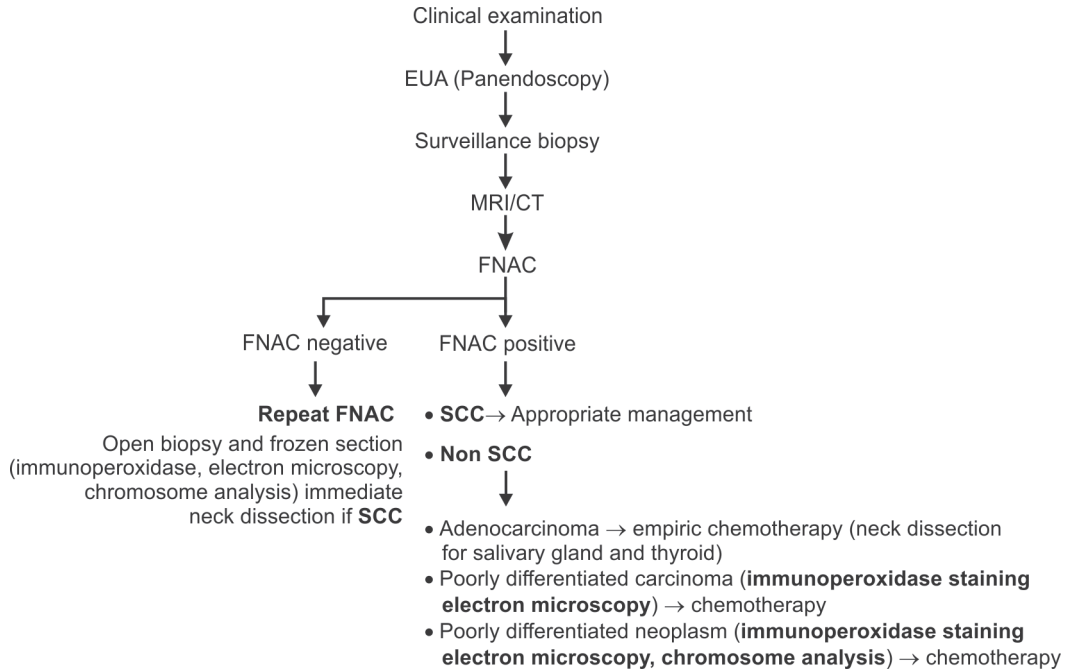 Clinical examination
EUA (Panendoscopy)
Surveillance biopsy
MRI/CT
FNAC
FNAC negative
Repeat FNAC
Open biopsy and frozen section
(immunoperoxidase, electron microscopy,
chromosome analysis) immediate
neck dissection if SCC
FNAC positive
• SCC→ Appropriate management
• Non SCC
• Adenocarcinoma → empiric chemotherapy (neck dissection
for salivary gland and thyroid)
• Poorly differentiated carcinoma (immunoperoxidase staining
electron microscopy) → chemotherapy
• Poorly differentiated neoplasm (immunoperoxidase staining
electron microscopy, chromosome analysis) → chemotherapy